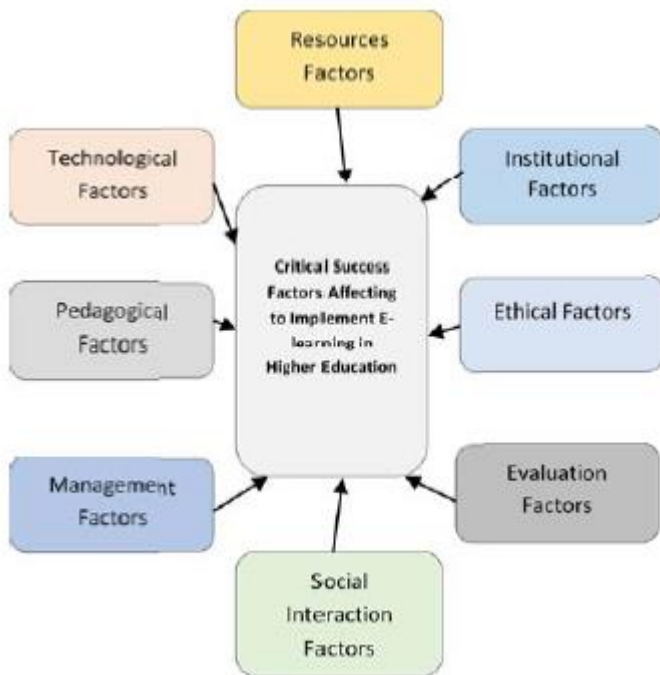 Resources
Factors
Technological
Factors
Institutional
Factors
Critical Success
Factors Affecting
to Implement E-
learning in
Higher Education
Pedagogical
Factors
Ethical Factors
Management
Factors
Evaluation
Factors
Social
Interaction
Factors